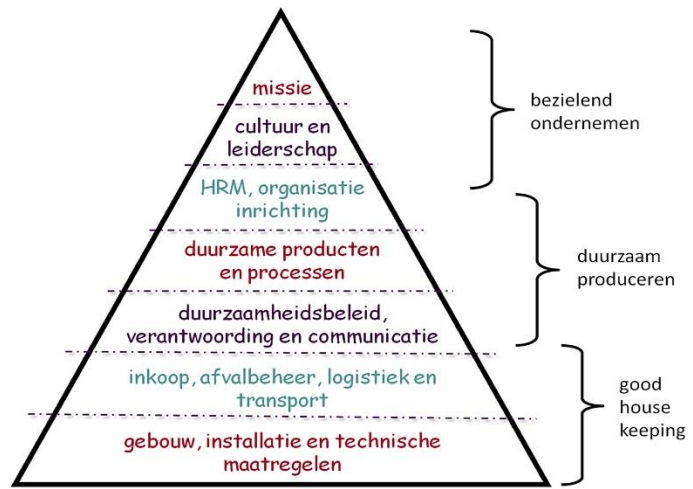 missie
cultuur en
leiderschap
HRM, organisatie
inrichting
duurzame producten
en processen
duurzaamheidsbeleid,
verantwoording en communicatie
inkoop, afvalbeheer, logistiek en
transport
gebouw, installatie en technische
maatregelen
bezielend
ondernemen
duurzaam
produceren
good
house
keeping